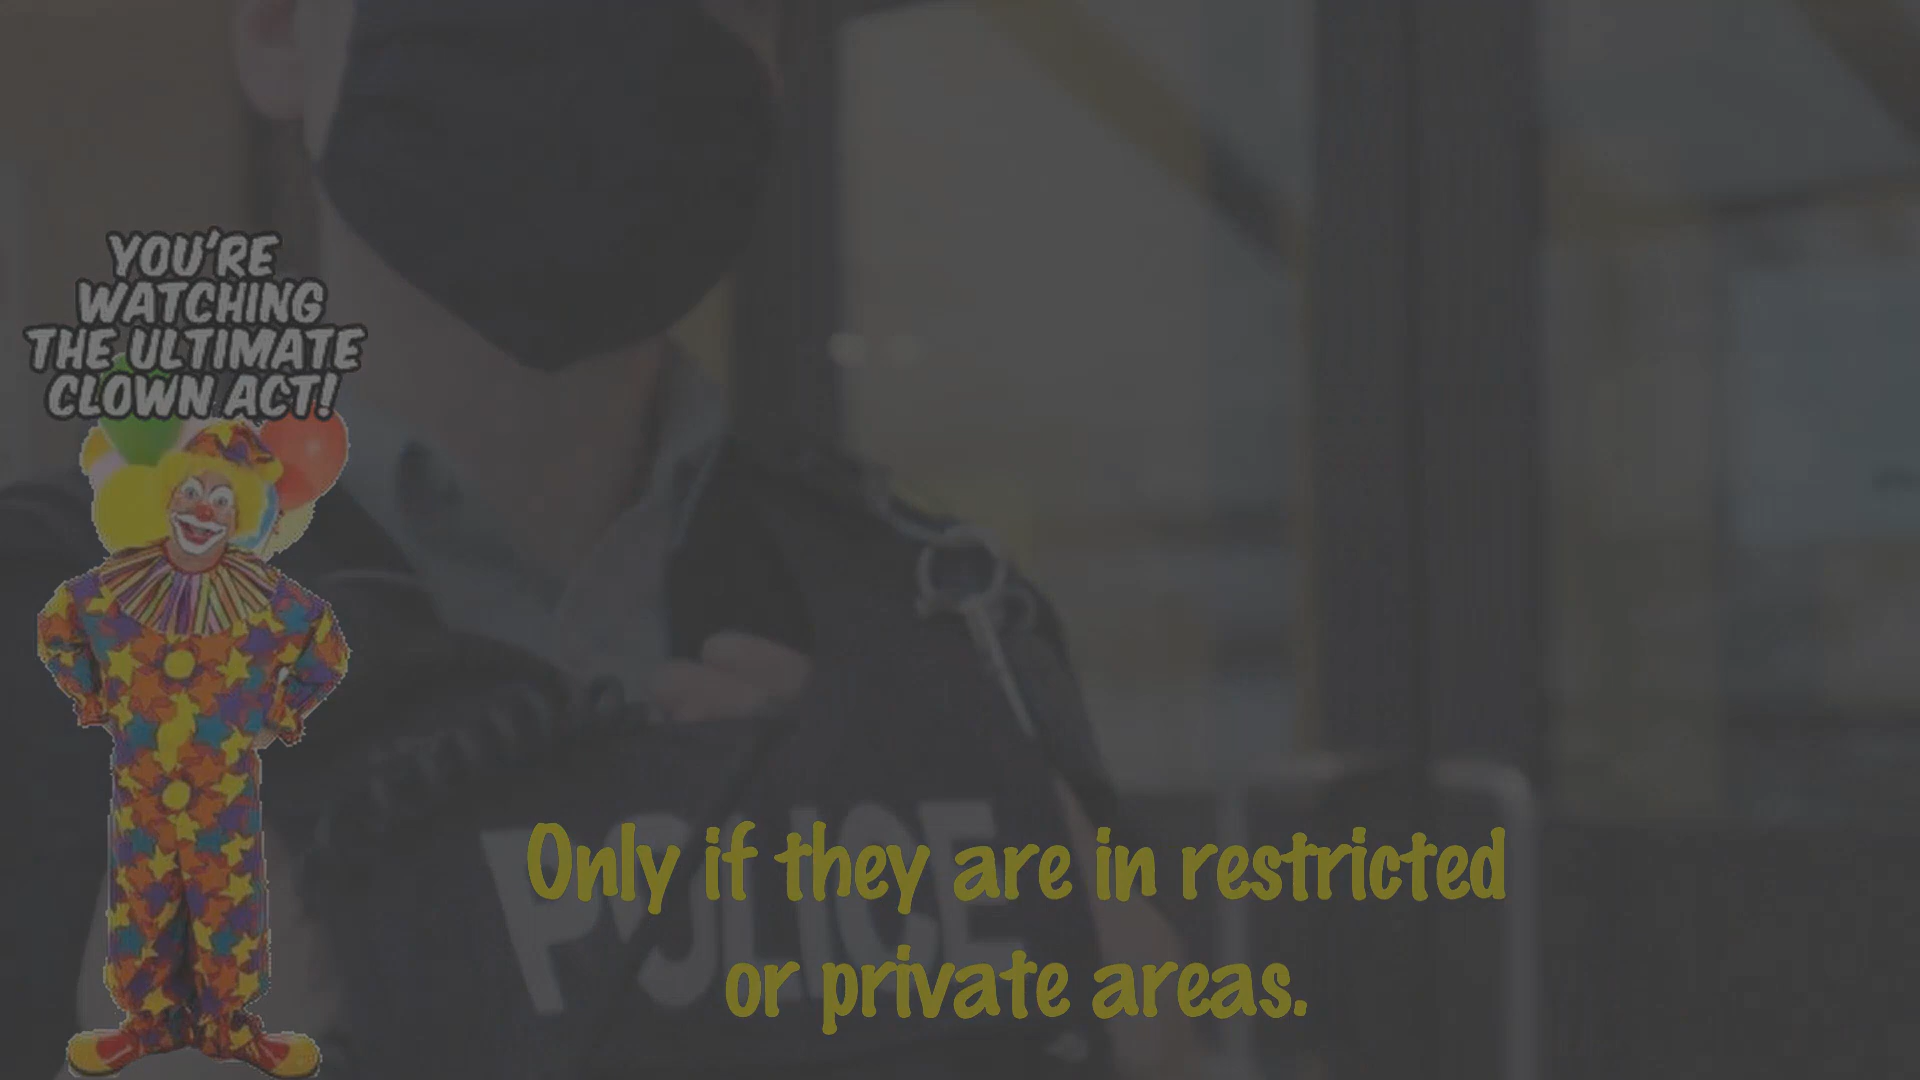 YOU'RE
WATCHING
THE ULTIMATE
CLOWN ACT!
POLICE
Only if they are in restricted
or private areas.